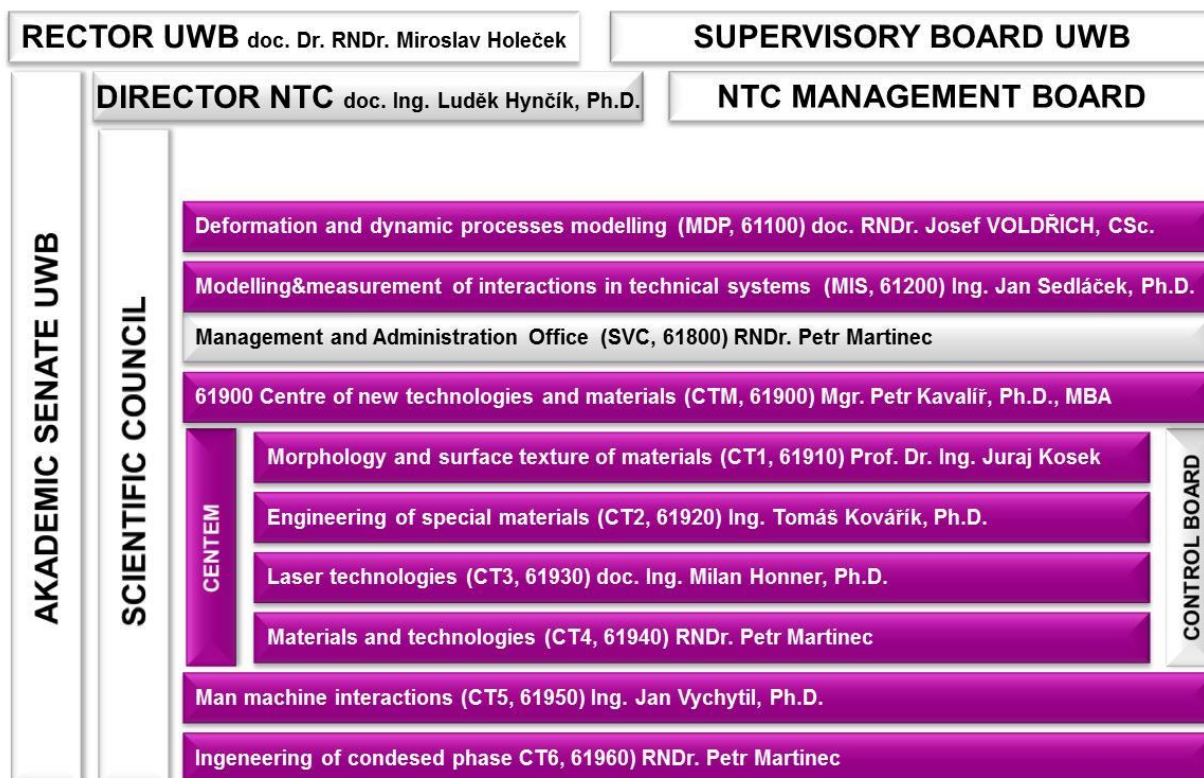 RECTOR UWB doc. Dr. RNDr. Miroslav Holeček
SUPERVISORY BOARD UWB
DIRECTOR NTC doc. Ing. Luděk Hynčík, Ph.D.
NTC MANAGEMENT BOARD
AKADEMIC SENATE UWB
SCIENTIFIC COUNCIL
Deformation and dynamic processes modelling (MDP, 61100) doc. RNDr. Josef VOLDŘICH, CSc.
Modelling&measurement of interactions in technical systems (MIS, 61200) Ing. Jan Sedláček, Ph.D.
Management and Administration Office (SVC, 61800) RNDr. Petr Martinec
61900 Centre of new technologies and materials (CTM, 61900) Mgr. Petr Kavalíř, Ph.D., MBA
CENTEM
Morphology and surface texture of materials (CT1, 61910) Prof. Dr. Ing. Juraj Kosek
Engineering of special materials (CT2, 61920) Ing. Tomáš Kovářík, Ph.D.
Laser technologies (CT3, 61930) doc. Ing. Milan Honner, Ph.D.
Materials and technologies (CT4, 61940) RNDr. Petr Martinec
CONTROL BOARD
Man machine interactions (CT5, 61950) Ing. Jan Vychytil, Ph.D.
Ingeneering of condesed phase CT6, 61960) RNDr. Petr Martinec